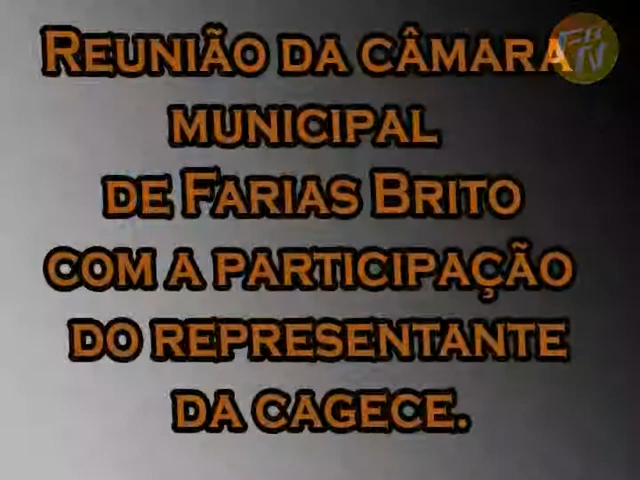 REUNIÃO DA CÂMARA
MUNICIPAL
DE FARIAS BRITO
COM A PARTICIPAÇÃO
DO REPRESENTANTE
DA CAGECE.